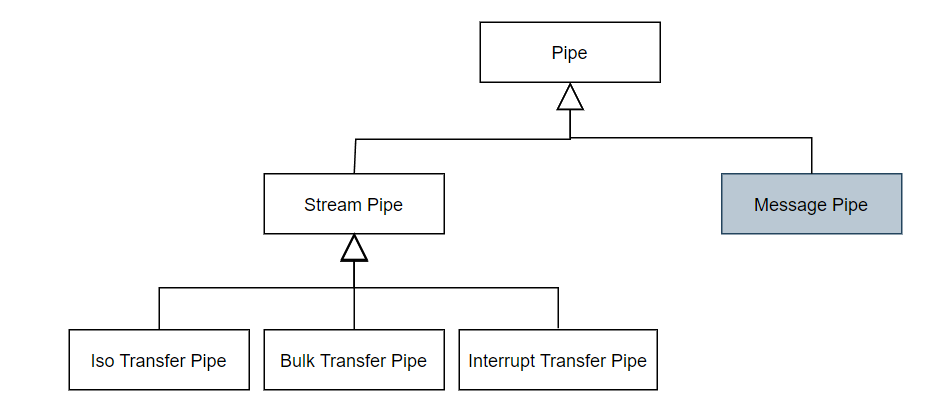 Pipe
Stream Pipe
Message Pipe
Iso Transfer Pipe
Bulk Transfer Pipe
Interrupt Transfer Pipe